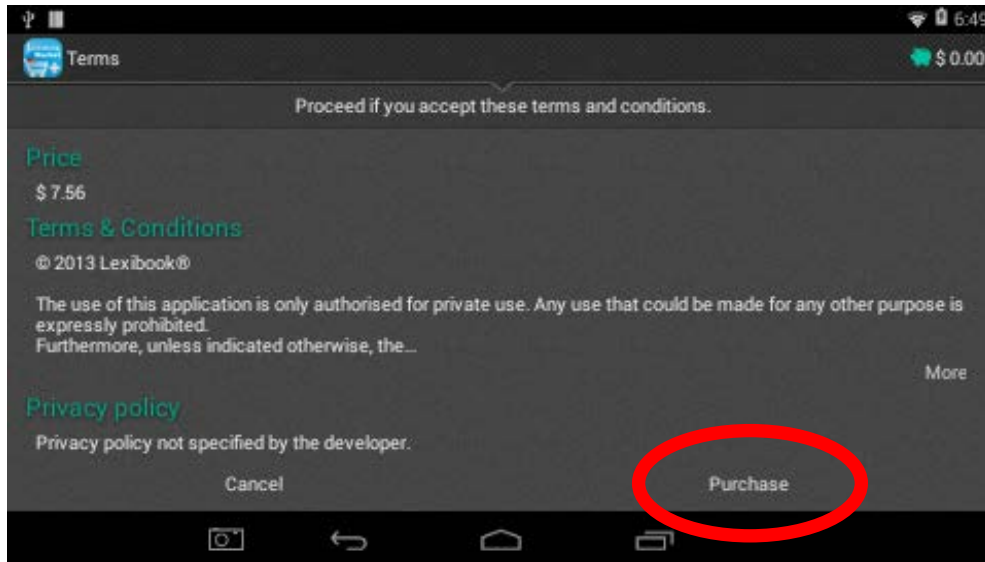 6:49
Terms
$ 0.00
Proceed if you accept these terms and conditions.
Price
$ 7.56
Terms & Conditions
© 2013 Lexibook®
The use of this application is only authorised for private use. Any use that could be made for any other purpose is
expressly prohibited.
Furthermore, unless indicated otherwise, the...
More
Privacy policy
Privacy policy not specified by the developer.
Cancel
Purchase